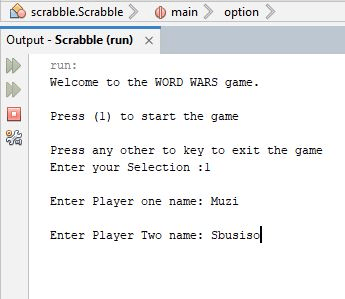 scrabble.Scrabble main option
Output - Scrabble (run) ×
run:
Welcome to the WORD WARS game.
Press (1) to start the game
Press any other to key to exit the game
Enter your Selection :1
Enter Player one name: Muzi
Enter Player Two name: Sbusiso